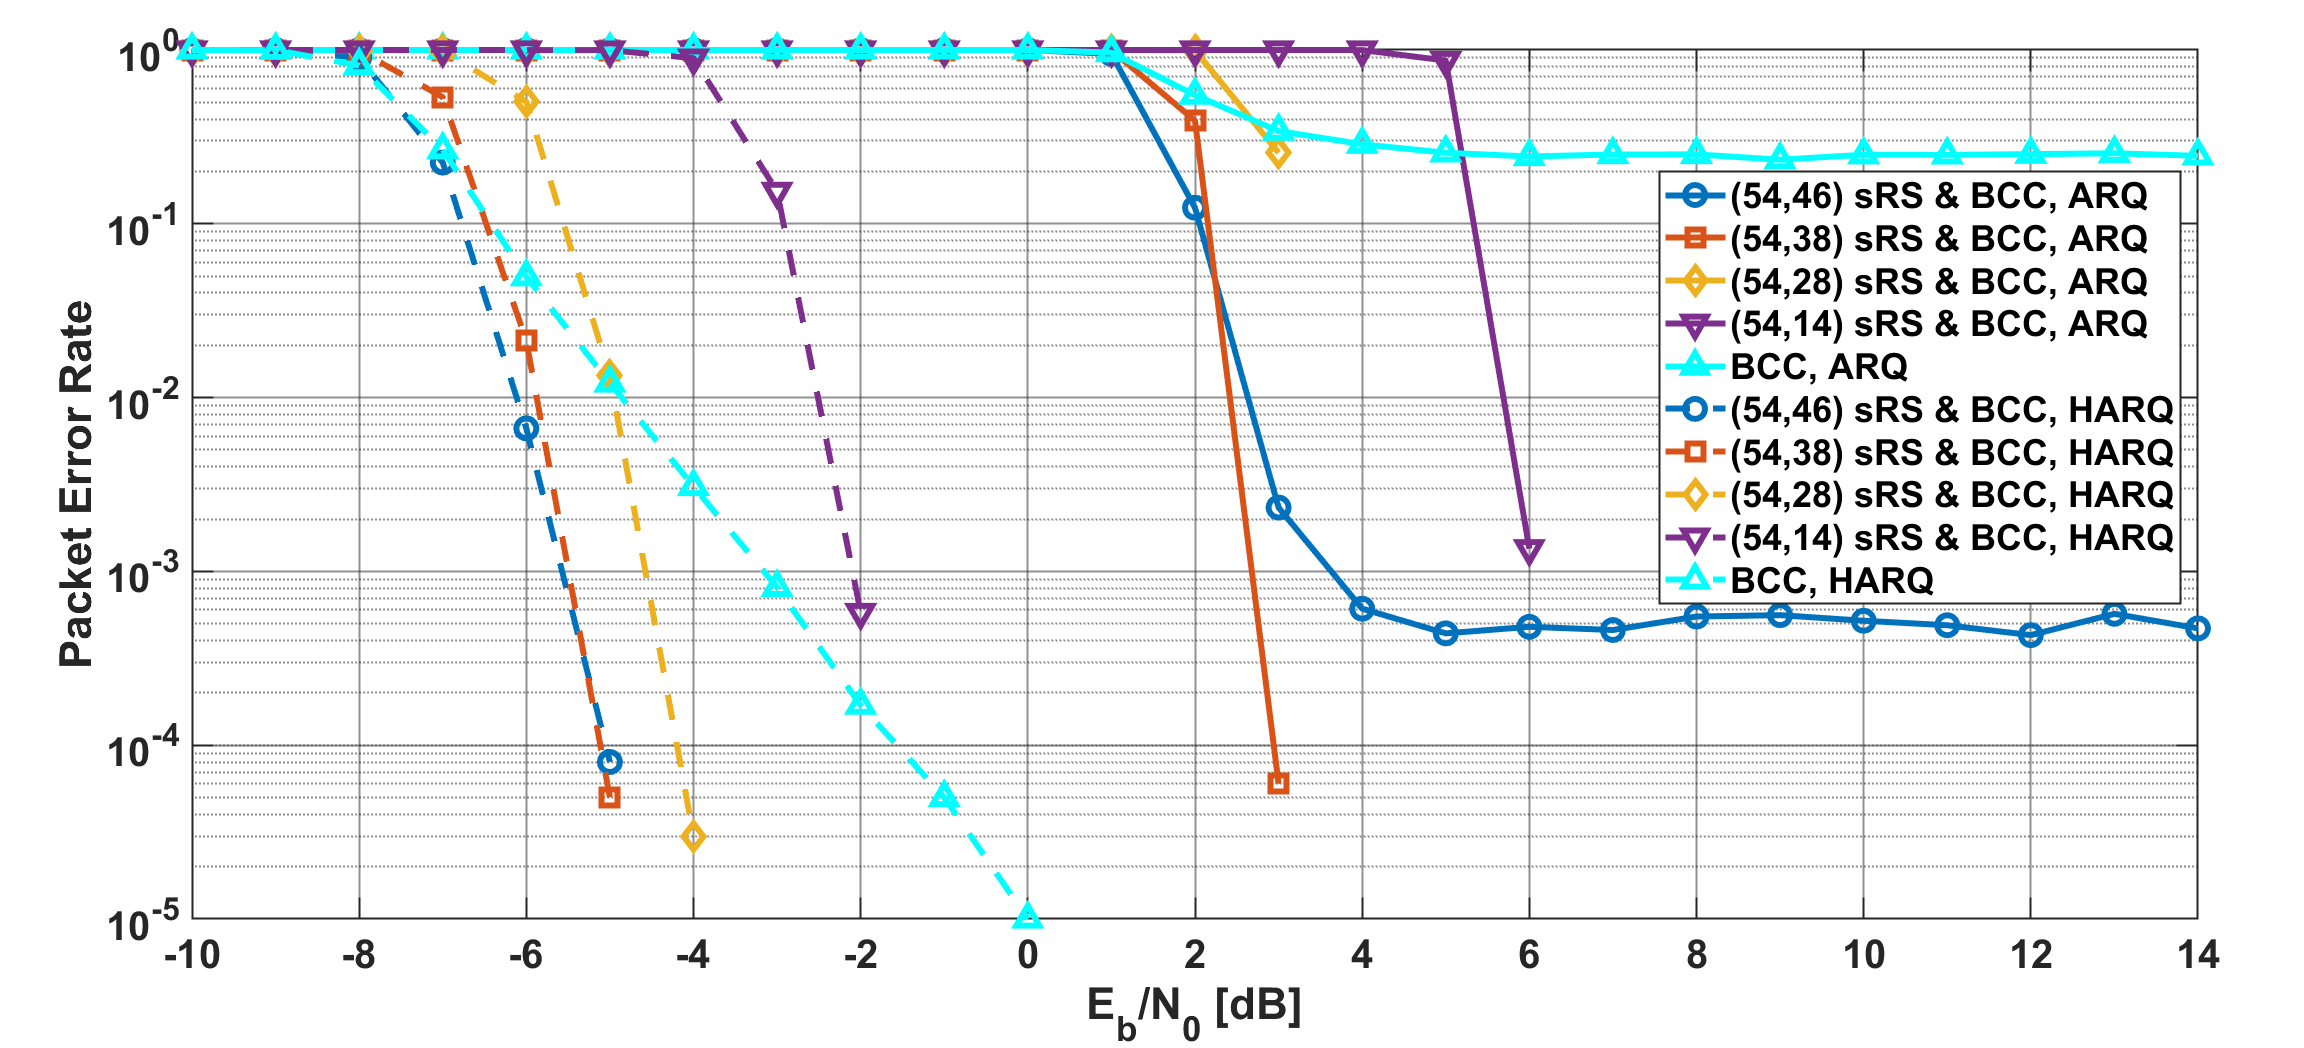 10^0
10^-1
10^-2
10^-3
10^-4
10^-5
Packet Error Rate
-10 -8 -6 -4 -2 0 2 4 6 8 10 12 14
E_b/N_0 [dB]
(54,46) sRS & BCC, ARQ
(54,38) sRS & BCC, ARQ
(54,28) sRS & BCC, ARQ
(54,14) sRS & BCC, ARQ
BCC, ARQ
(54,46) sRS & BCC, HARQ
(54,38) sRS & BCC, HARQ
(54,28) sRS & BCC, HARQ
(54,14) sRS & BCC, HARQ
BCC, HARQ